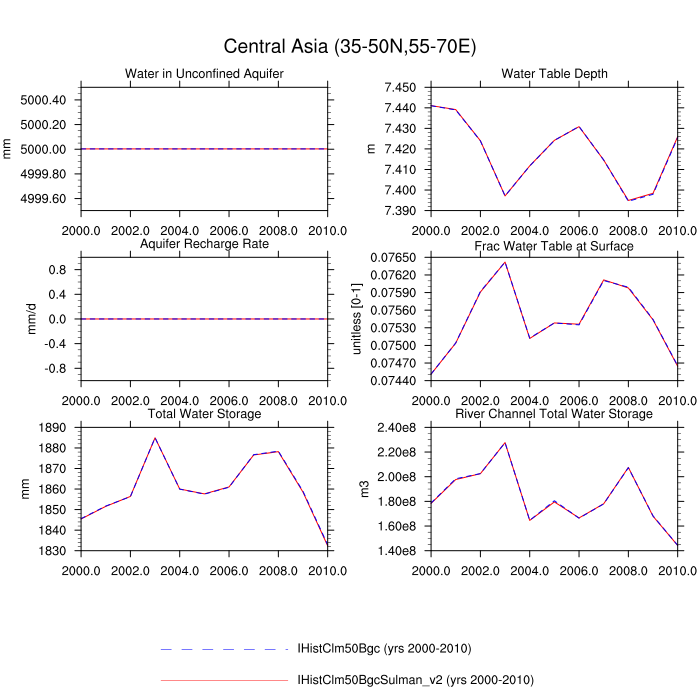 Central Asia (35-50N,55-70E)
Water in Unconfined Aquifer
5000.40
5000.20
5000.00
4999.80
4999.60
mm
2000.0 2002.0 2004.0 2006.0 2008.0 2010.0
Water Table Depth
7.450
7.440
7.430
7.420
7.410
7.400
7.390
m
2000.0 2002.0 2004.0 2006.0 2008.0 2010.0
Aquifer Recharge Rate
0.8
0.4
0.0
-0.4
-0.8
mm/d
2000.0 2002.0 2004.0 2006.0 2008.0 2010.0
Frac Water Table at Surface
0.07650
0.07620
0.07590
0.07560
0.07530
0.07500
0.07470
0.07440
unitless [0-1]
2000.0 2002.0 2004.0 2006.0 2008.0 2010.0
Total Water Storage
1890
1880
1870
1860
1850
1840
1830
mm
2000.0 2002.0 2004.0 2006.0 2008.0 2010.0
River Channel Total Water Storage
2.40e8
2.20e8
2.00e8
1.80e8
1.60e8
1.40e8
m3
2000.0 2002.0 2004.0 2006.0 2008.0 2010.0
IHistClm50Bgc (yrs 2000-2010)
IHistClm50BgcSulman_v2 (yrs 2000-2010)